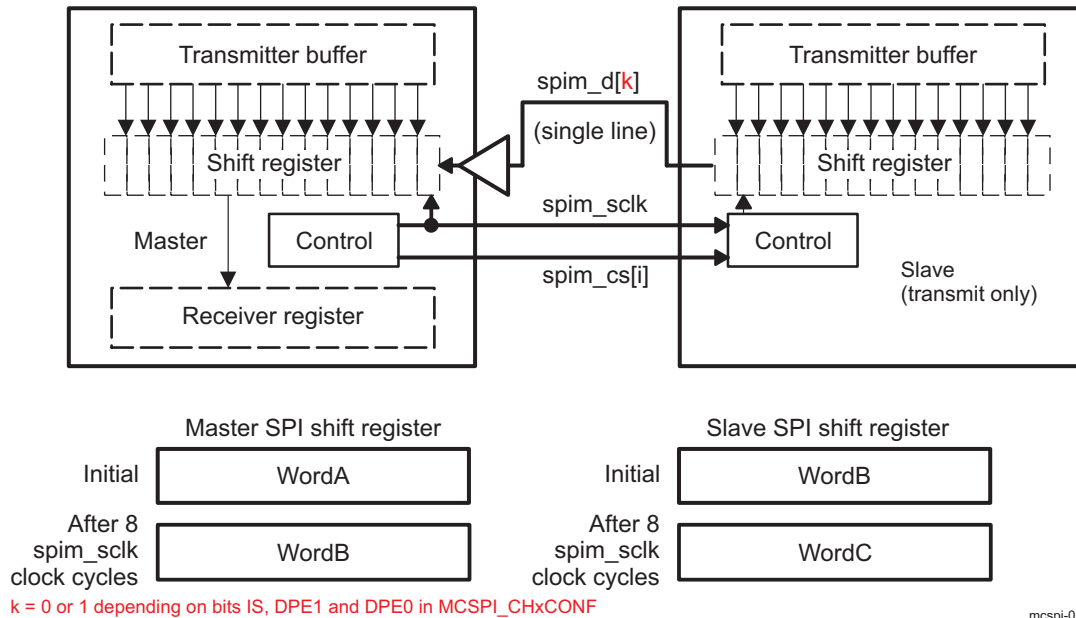 Transmitter buffer
Transmitter buffer
spim_d[k]
(single line)
Shift register
Shift register
spim_sclk
Master
Control
Control
spim_cs[i]
Slave
(transmit only)
Receiver register
Master SPI shift register
Slave SPI shift register
Initial
WordA
Initial
WordB
After 8
spim_sclk
clock cycles
WordB
After 8
spim_sclk
clock cycles
WordC
k = 0 or 1 depending on bits IS, DPE1 and DPE0 in MCSPI_CHxCONF
mcspi-0